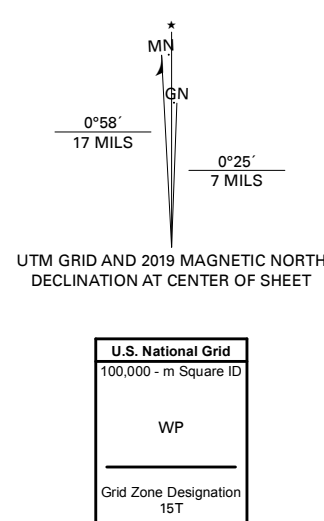 MN
GN
0°58´
17 MILS
0°25´
7 MILS
UTM GRID AND 2019 MAGNETIC NORTH
DECLINATION AT CENTER OF SHEET
U.S. National Grid
100,000 - m Square ID
WP
Grid Zone Designation
15T